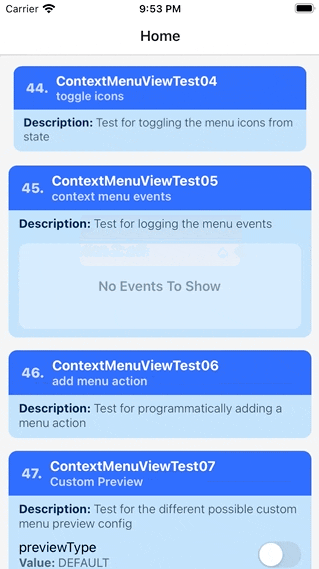 Carrier 9:53 PM
Home
44. ContextMenuViewTest04
toggle icons
Description: Test for toggling the menu icons from
state
45. ContextMenuViewTest05
context menu events
Description: Test for logging the menu events
No Events To Show
46. ContextMenuViewTest06
add menu action
Description: Test for programmatically adding a
menu action
47. ContextMenuViewTest07
Custom Preview
Description: Test for the different possible custom
menu preview config
previewType
Value: DEFAULT